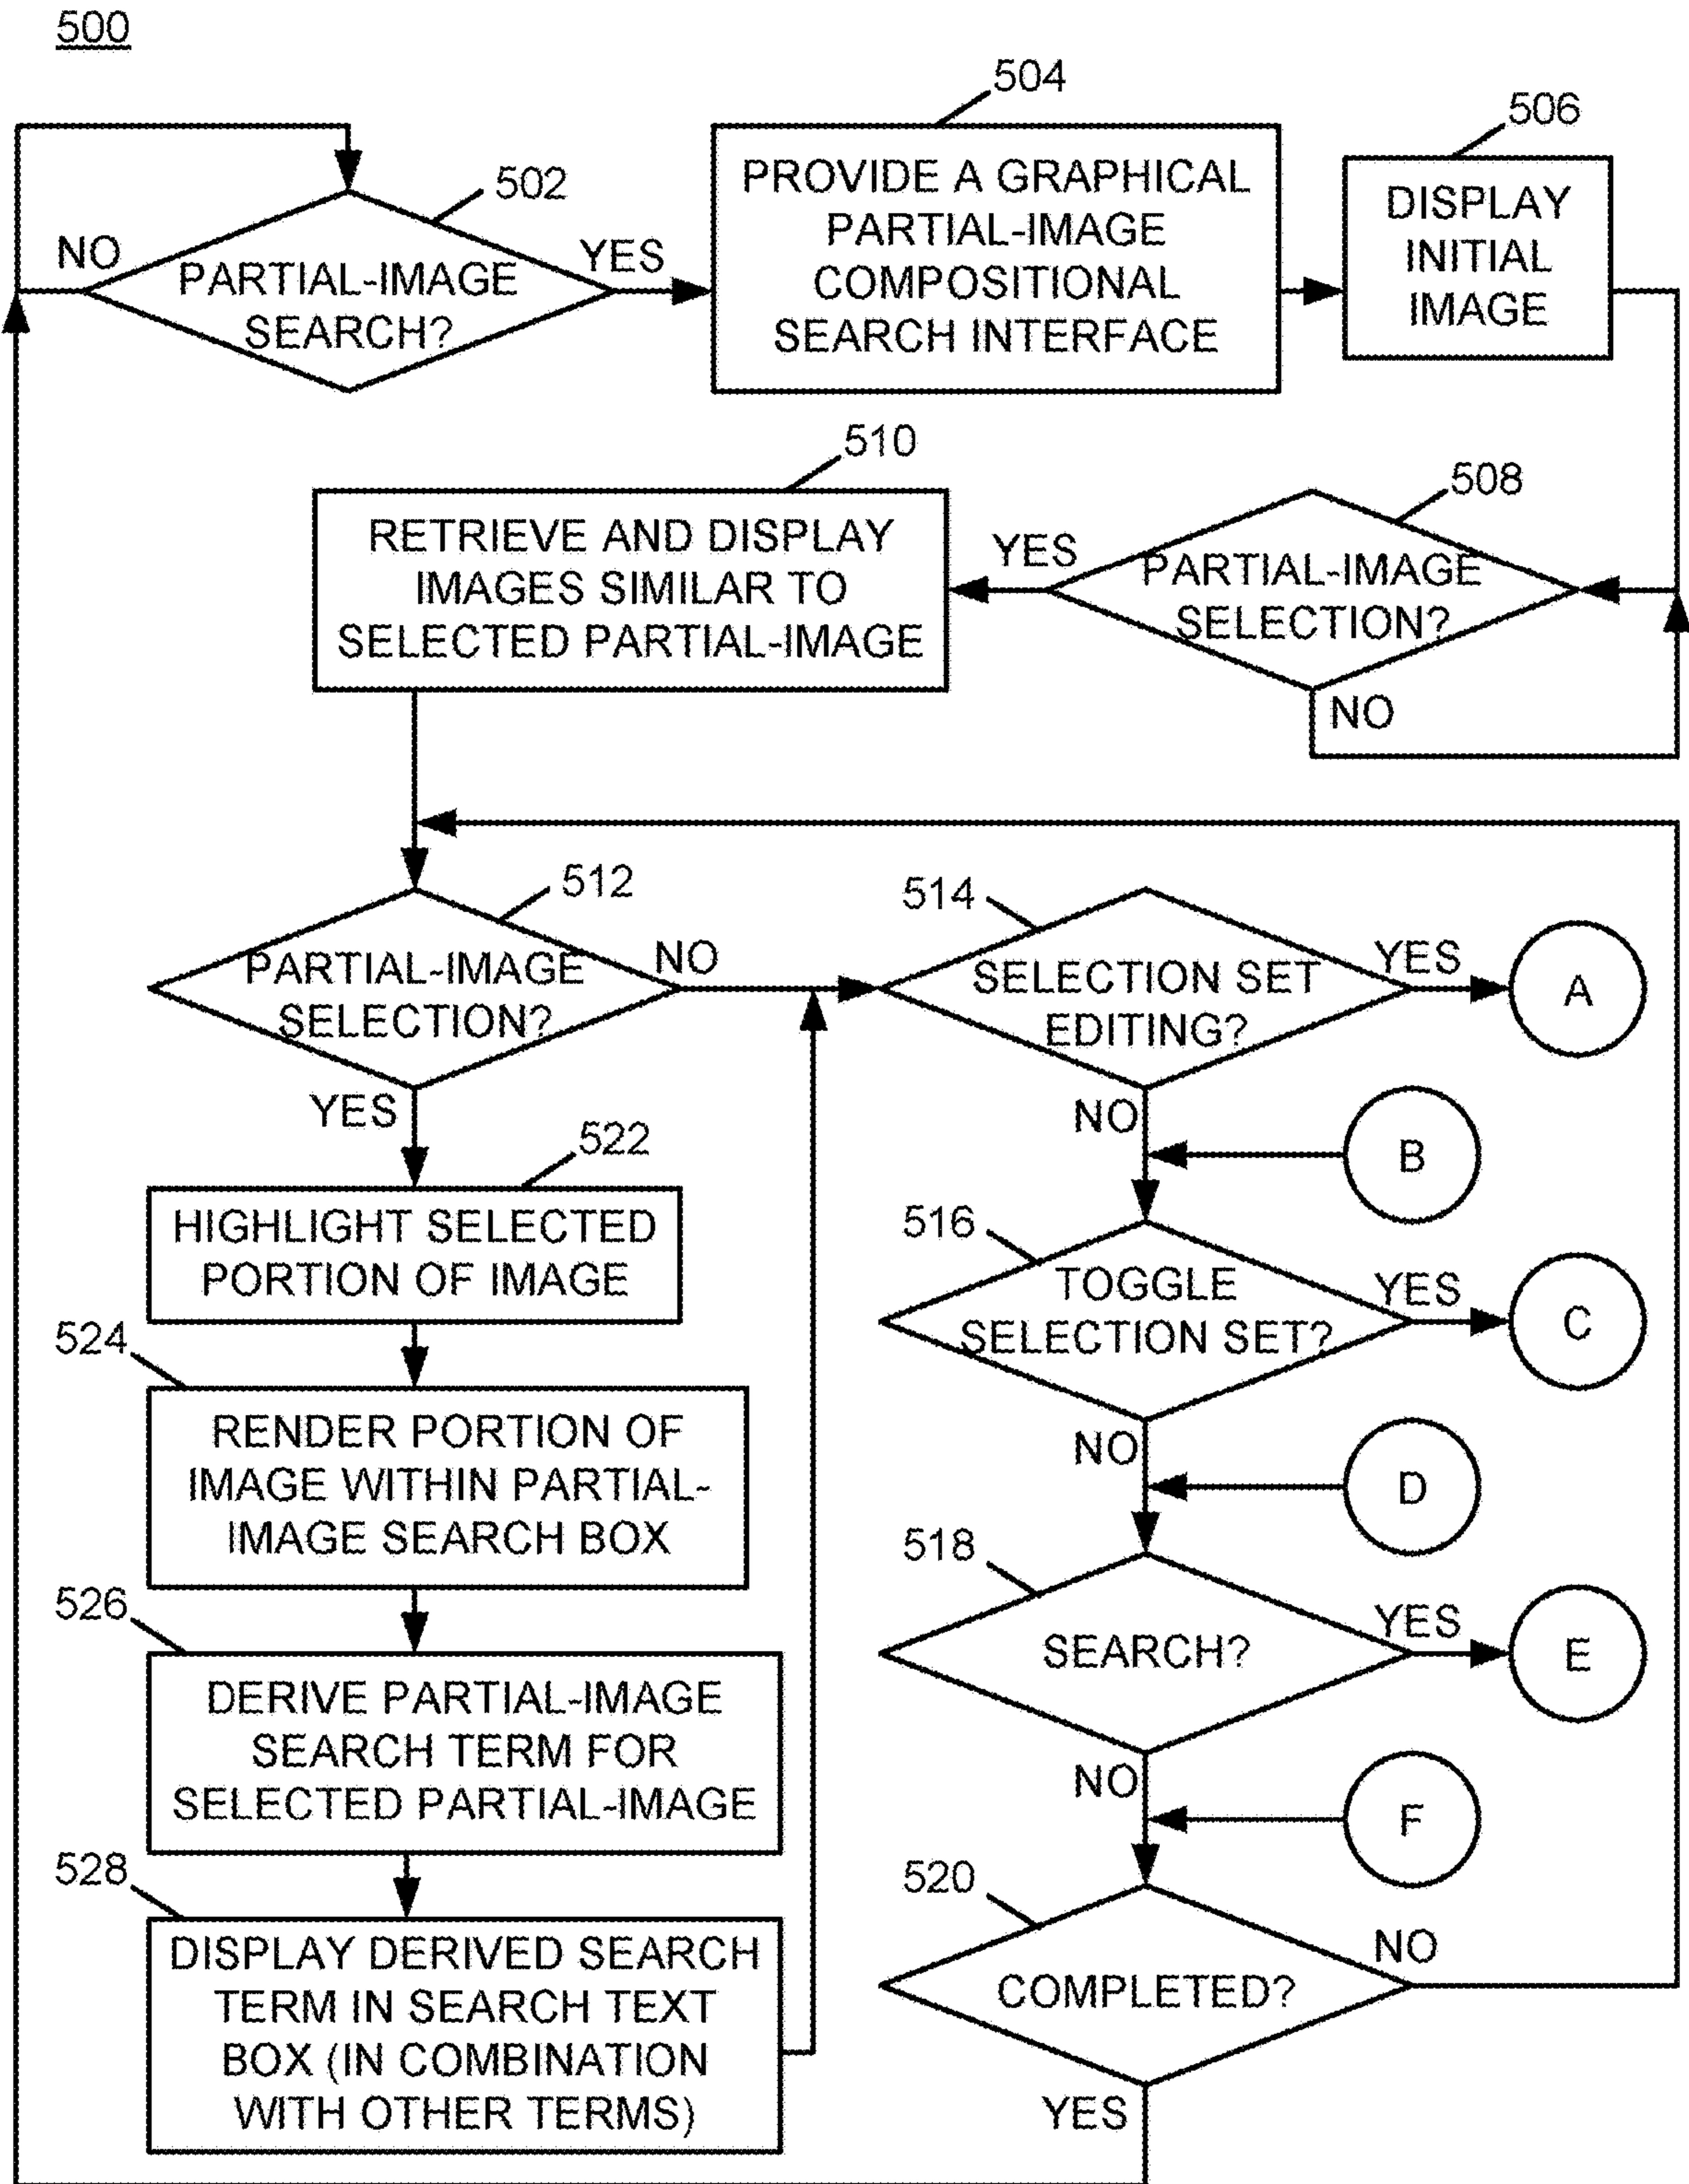 500
504
PROVIDE A GRAPHICAL
PARTIAL-IMAGE
COMPOSITIONAL
SEARCH INTERFACE
506
DISPLAY
INITIAL
IMAGE
502
NO
YES
PARTIAL-IMAGE
SEARCH?
510
RETRIEVE AND DISPLAY
IMAGES SIMILAR TO
SELECTED PARTIAL-IMAGE
508
YES
PARTIAL-IMAGE
SELECTION?
NO
512
PARTIAL-IMAGE
SELECTION?
NO
YES
514
SELECTION SET
EDITING?
YES
A
NO
B
522
HIGHLIGHT SELECTED
PORTION OF IMAGE
516
TOGGLE
SELECTION SET?
YES
C
NO
D
524
RENDER PORTION OF
IMAGE WITHIN PARTIAL-
IMAGE SEARCH BOX
518
SEARCH?
YES
E
NO
F
526
DERIVE PARTIAL-IMAGE
SEARCH TERM FOR
SELECTED PARTIAL-IMAGE
528
DISPLAY DERIVED SEARCH
TERM IN SEARCH TEXT
BOX (IN COMBINATION
WITH OTHER TERMS)
520
COMPLETED?
NO
YES